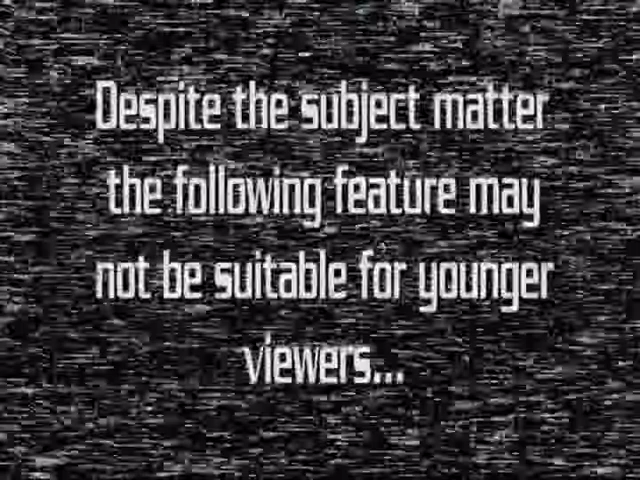 Despite the subject matter
the following feature may
not be suitable for younger
viewers...